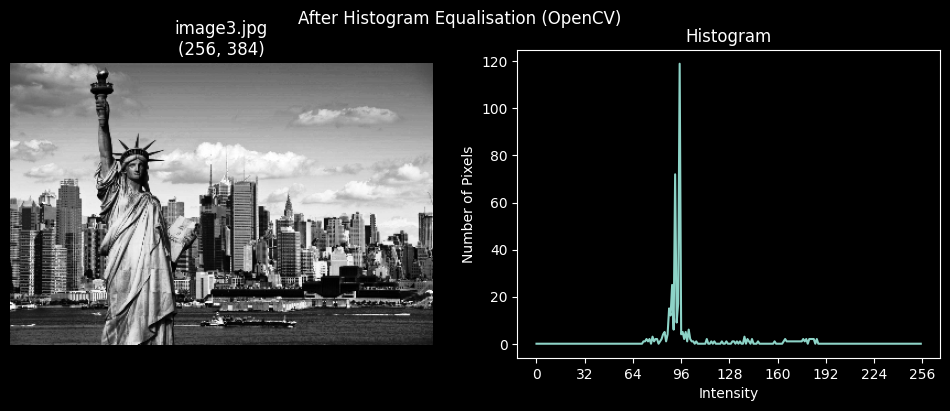 After Histogram Equalisation (OpenCV)
image3.jpg
(256, 384)
Histogram
Number of Pixels
120
100
80
60
40
20
0
0 32 64 96 128 160 192 224 256
Intensity